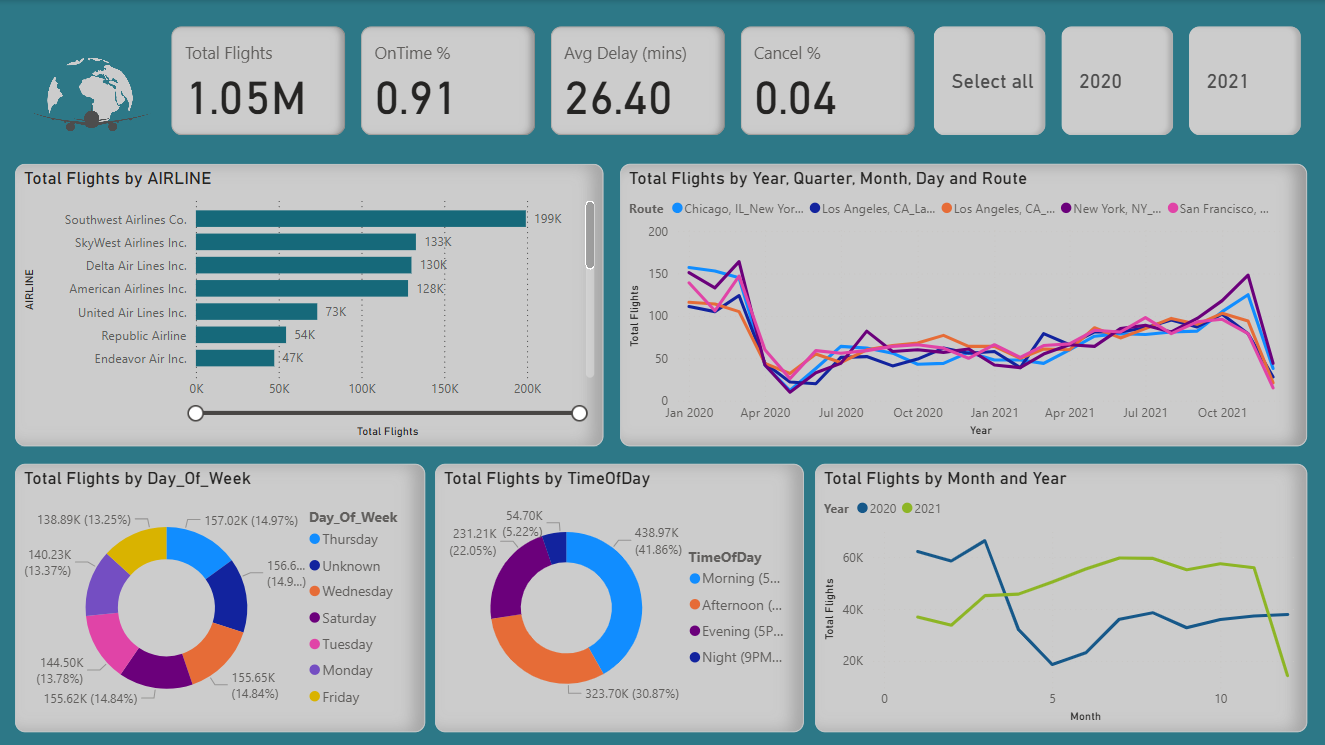 Total Flights
1.05M
OnTime %
0.91
Avg Delay (mins)
26.40
Cancel %
0.04
Select all
2020
2021
Total Flights by AIRLINE
AIRLINE
Southwest Airlines Co. 199K
SkyWest Airlines Inc. 133K
Delta Air Lines Inc. 130K
American Airlines Inc. 128K
United Air Lines Inc. 73K
Republic Airline 54K
Endeavor Air Inc. 47K
0K 50K 100K 150K 200K
Total Flights
Total Flights by Year, Quarter, Month, Day and Route
Route Chicago, IL_New Yor... Los Angeles, CA_La... Los Angeles, CA_... New York, NY_... San Francisco, ...
Total Flights
200
150
100
50
0
Jan 2020 Apr 2020 Jul 2020 Oct 2020 Jan 2021 Apr 2021 Jul 2021 Oct 2021
Year
Total Flights by Day_Of_Week
157.02K (14.97%)
156.6...
(14.9...)
155.65K
(14.84%)
155.62K (14.84%)
144.50K
(13.78%)
140.23K
(13.37%)
138.89K (13.25%)
Day_Of_Week
Thursday
Unknown
Wednesday
Saturday
Tuesday
Monday
Friday
Total Flights by TimeOfDay
438.97K
(41.86%)
323.70K (30.87%)
231.21K
(22.05%)
54.70K
(5.22%)
TimeOfDay
Morning (5...
Afternoon (...
Evening (5P...
Night (9PM...
Total Flights by Month and Year
Year 2020 2021
Total Flights
60K
40K
20K
0 5 10
Month